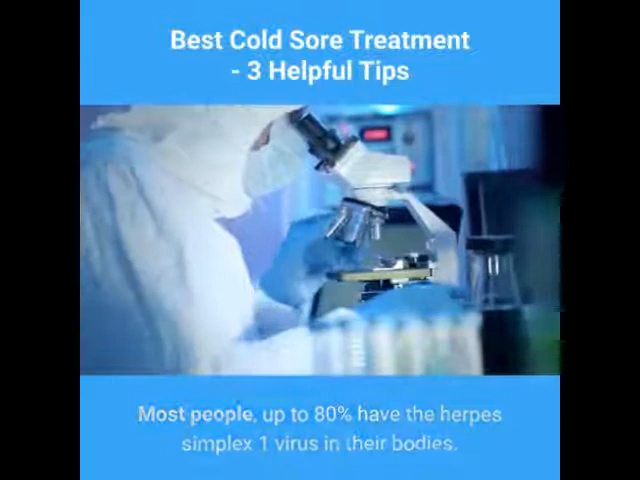 Best Cold Sore Treatment
- 3 Helpful Tips
Most people, up to 80% have the herpes
simplex 1 virus in their bodies.